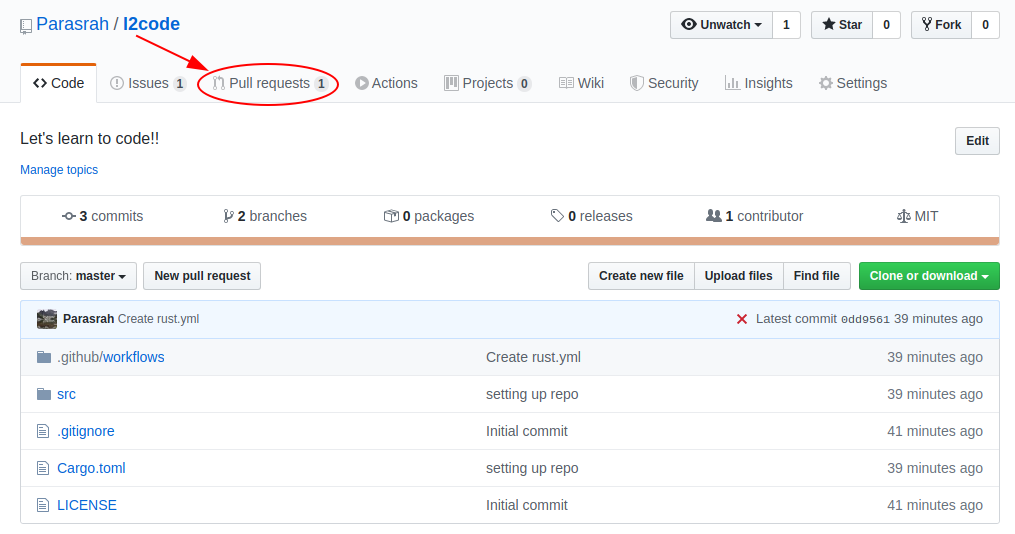 Parasrah / l2code
Unwatch 1 Star 0 Fork 0
Code Issues 1 Pull requests 1 Actions Projects 0 Wiki Security Insights Settings
Let's learn to code!!
Edit
Manage topics
3 commits 2 branches 0 packages 0 releases 1 contributor MIT
Branch: master New pull request Create new file Upload files Find file Clone or download
Parasrah Create rust.yml Latest commit 0dd9561 39 minutes ago
.github/workflows Create rust.yml 39 minutes ago
src setting up repo 39 minutes ago
.gitignore Initial commit 41 minutes ago
Cargo.toml setting up repo 39 minutes ago
LICENSE Initial commit 41 minutes ago